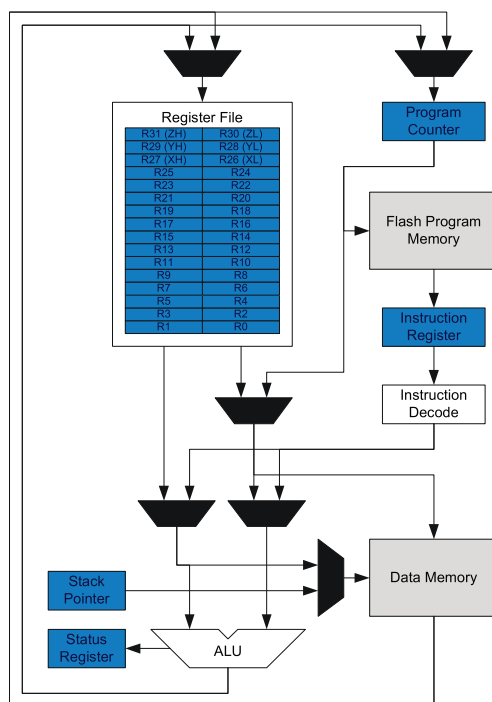 Register File
R31 (ZH) R30 (ZL)
R29 (YH) R28 (YL)
R27 (XH) R26 (XL)
R25 R24
R23 R22
R21 R20
R19 R18
R17 R16
R15 R14
R13 R12
R11 R10
R9 R8
R7 R6
R5 R4
R3 R2
R1 R0
Program
Counter
Flash Program
Memory
Instruction
Register
Instruction
Decode
Stack
Pointer
Data Memory
Status
Register
ALU